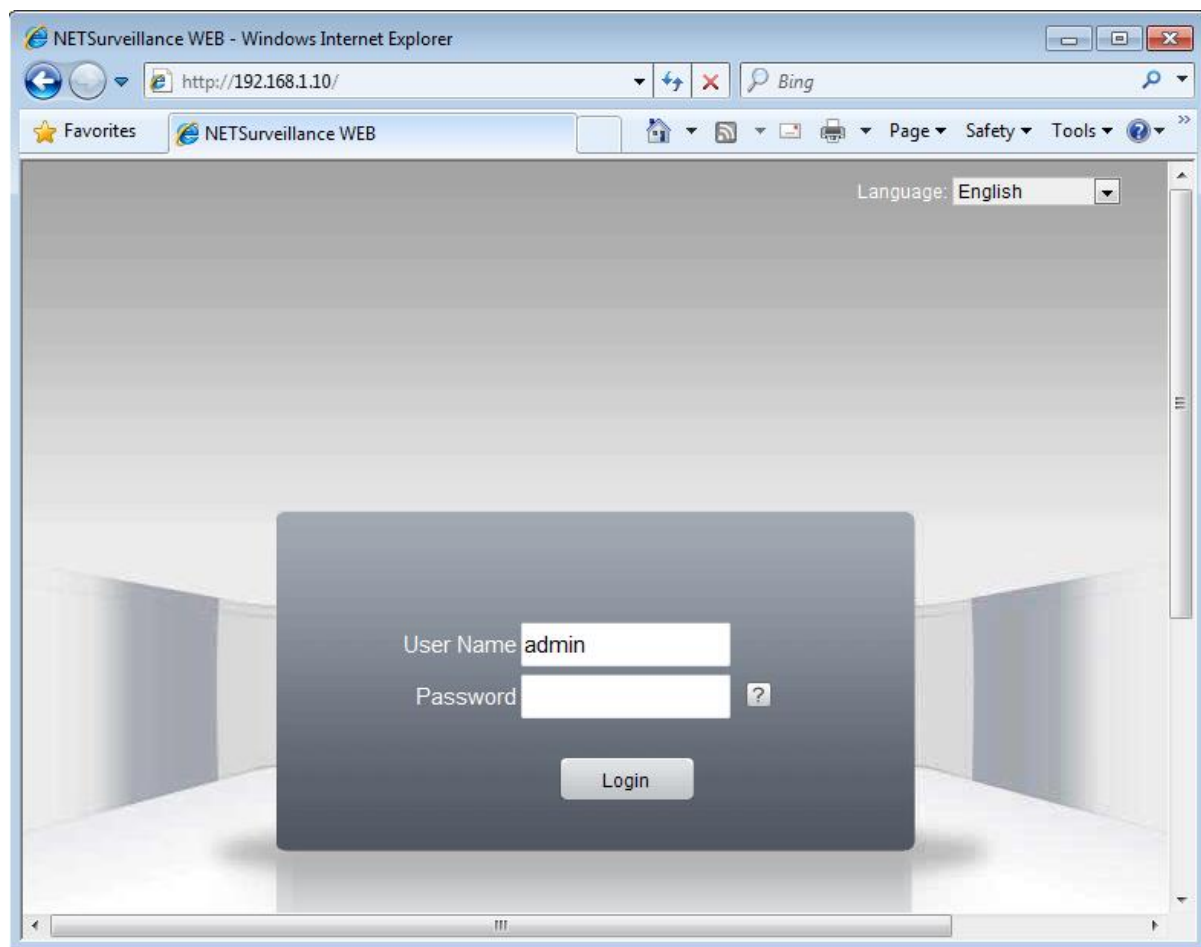 NETSurveillance WEB - Windows Internet Explorer
http://192.168.1.10/
Bing
Favorites
NETSurveillance WEB
Page
Safety
Tools
Language: English
User Name admin
Password
?
Login